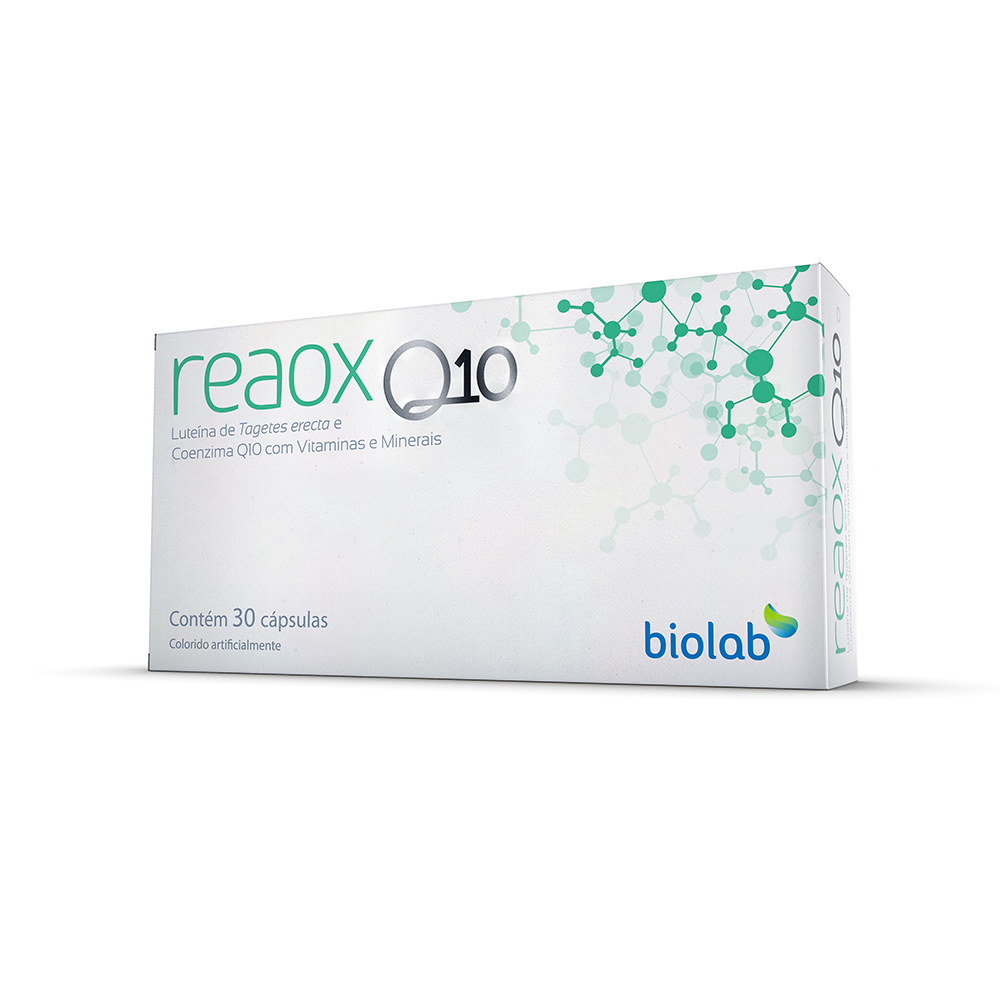 reaox Q10
Luteína de Tagetes erecta e
Coenzima Q10 com Vitaminas e Minerais
Contém 30 cápsulas
Colorido artificialmente
biolab
reaox Q10